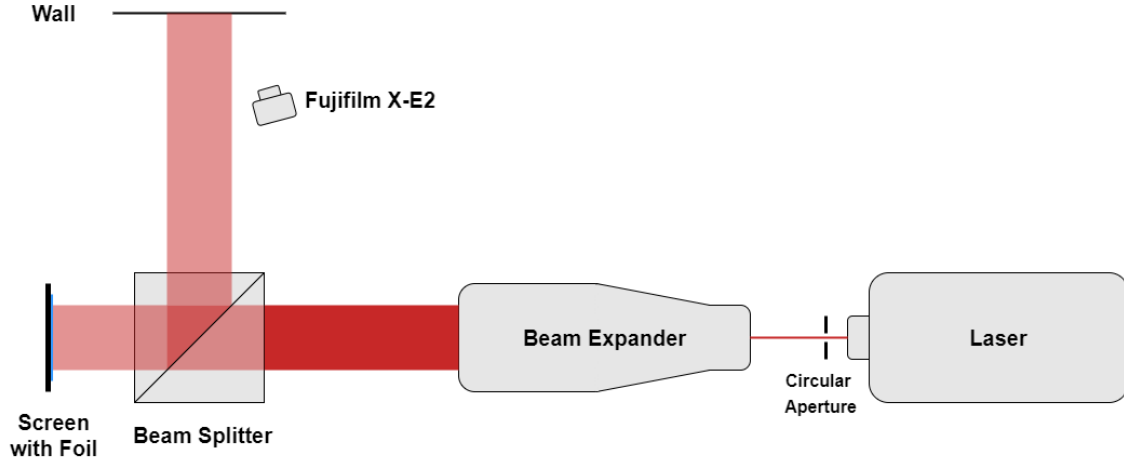 Wall
Fujifilm X-E2
Beam Expander
Laser
Circular
Aperture
Screen
with Foil
Beam Splitter